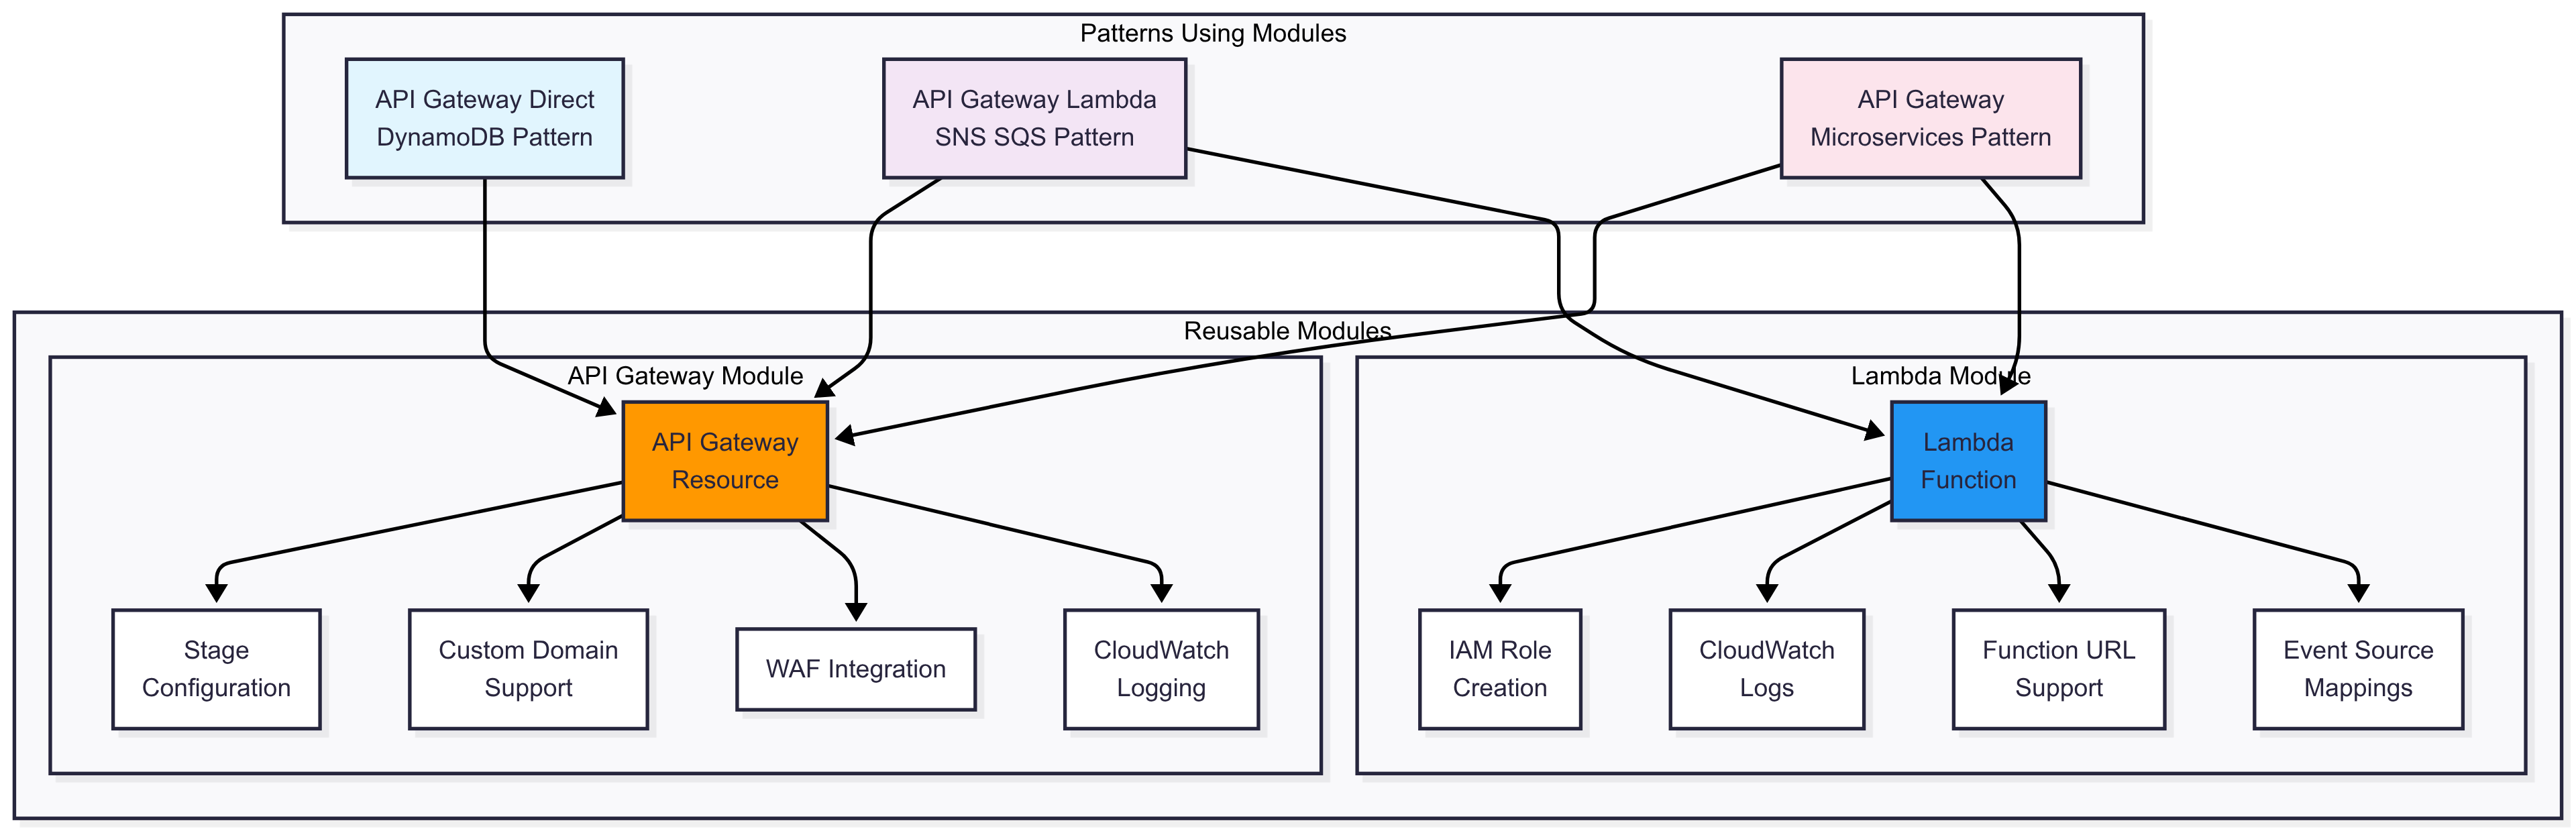 Patterns Using Modules
API Gateway Direct
DynamoDB Pattern
API Gateway Lambda
SNS SQS Pattern
API Gateway
Microservices Pattern
Reusable Modules
API Gateway Module
Lambda Module
API Gateway
Resource
Lambda
Function
Stage
Configuration
Custom Domain
Support
WAF Integration
CloudWatch
Logging
IAM Role
Creation
CloudWatch
Logs
Function URL
Support
Event Source
Mappings